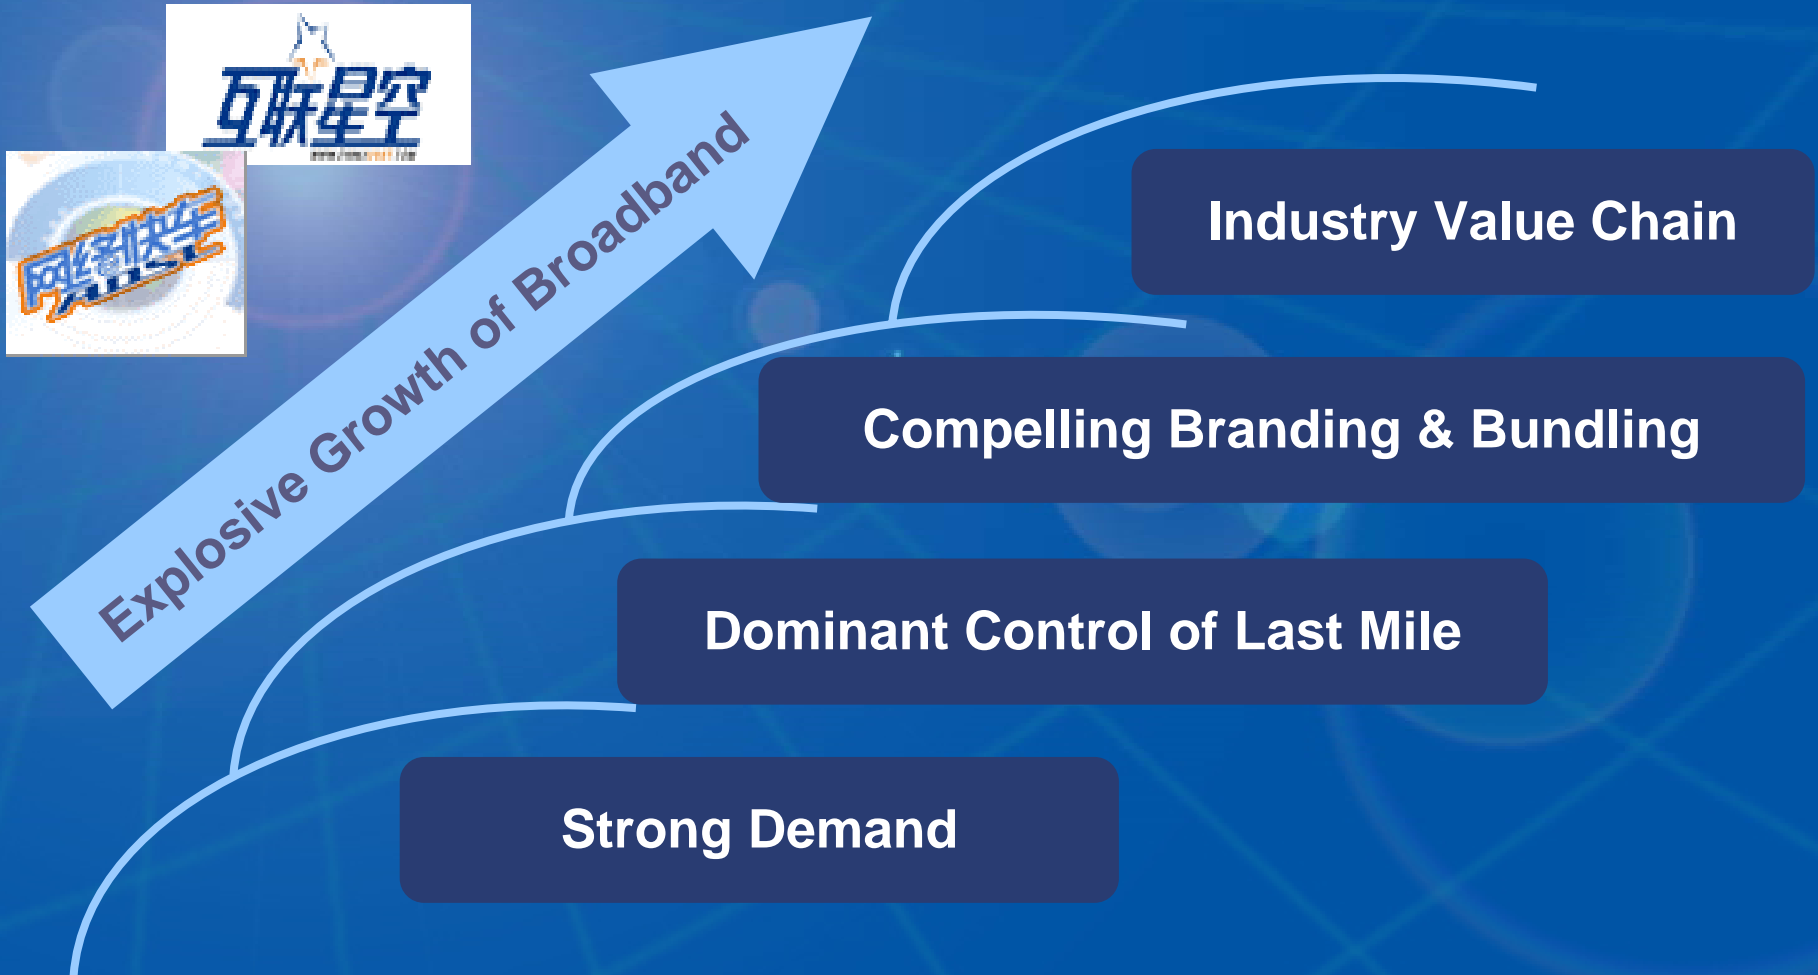 互联星空
网络快车
ADSL
Explosive Growth of Broadband
Industry Value Chain
Compelling Branding & Bundling
Dominant Control of Last Mile
Strong Demand